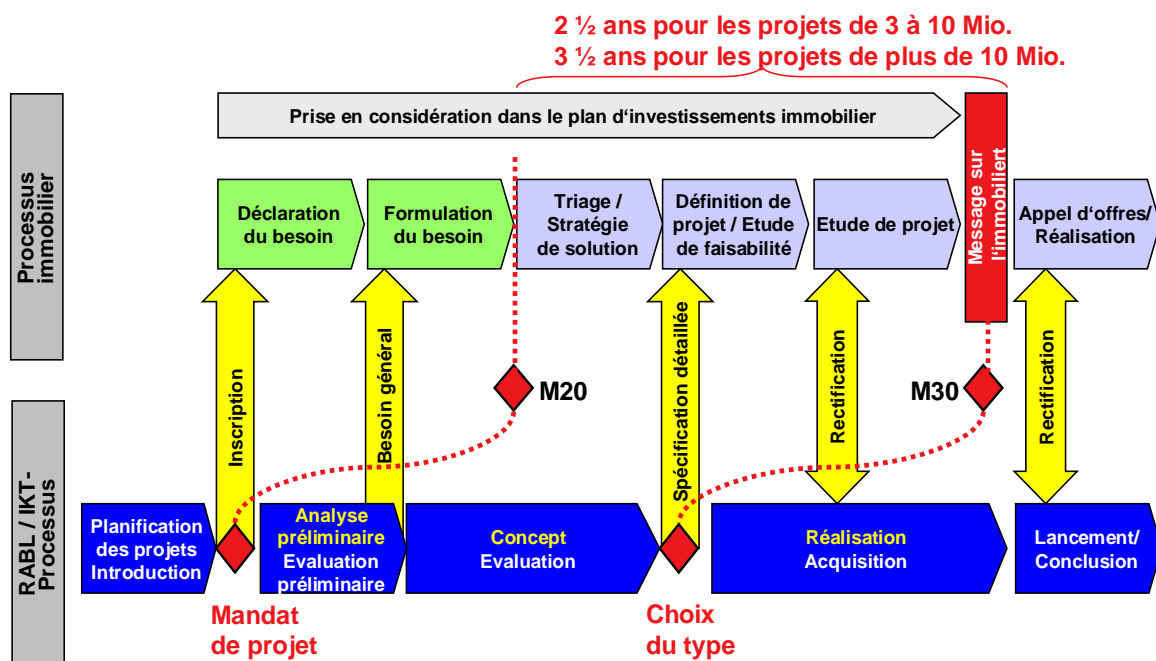 2 ½ ans pour les projets de 3 à 10 Mio.
3 ½ ans pour les projets de plus de 10 Mio.
Processus
immobilier
Prise en considération dans le plan d‘investissements immobilier
Message sur
l‘immobiliert
Déclaration
du besoin
Formulation
du besoin
Triage /
Stratégie
de solution
Définition de
projet / Etude
de faisabilité
Etude de projet
Appel d‘offres/
Réalisation
Inscription
Besoin général
Spécification détaillée
Rectification
Rectification
M20
M30
RABL / IKT-
Processus
Planification
des projets
Introduction
Analyse
préliminaire
Evaluation
préliminaire
Concept
Evaluation
Réalisation
Acquisition
Lancement/
Conclusion
Mandat
de projet
Choix
du type